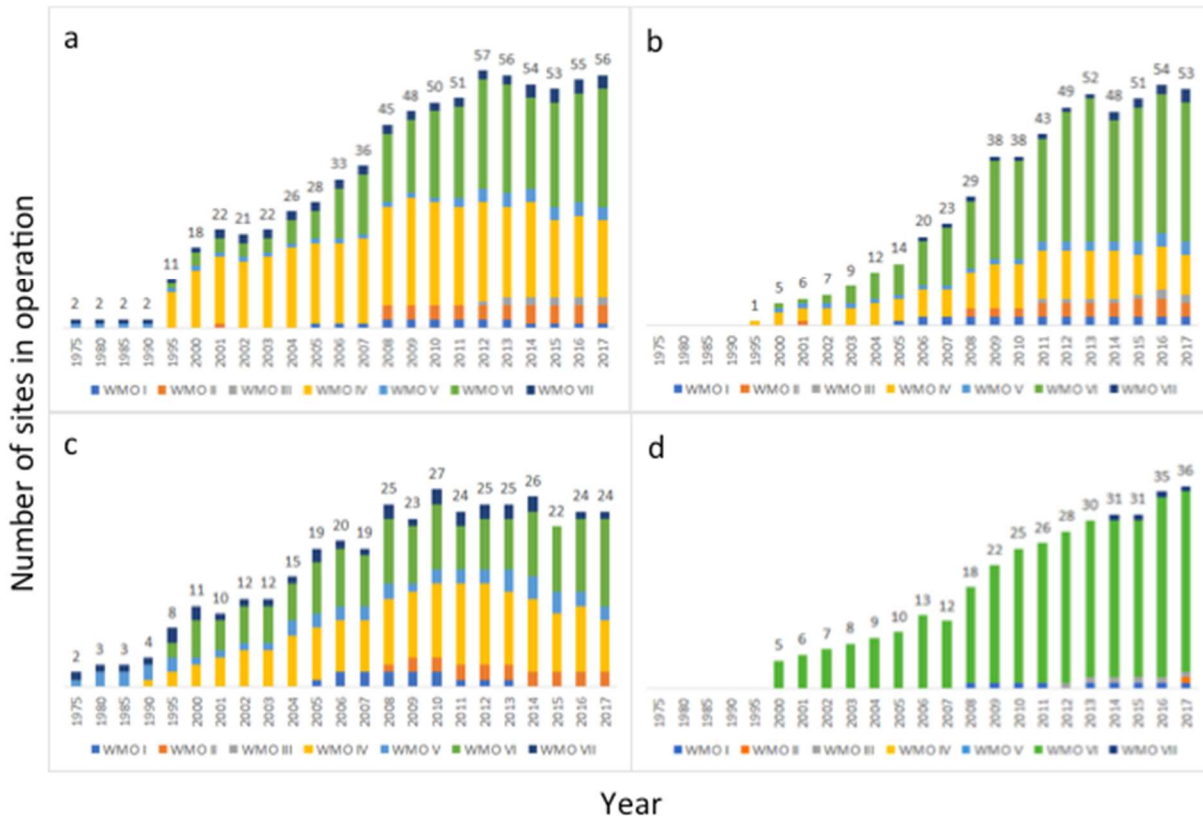 Number of sites in operation
a
2 2 2 2 11 18 22 21 22 26 28 33 36 45 48 50 51 57 56 54 53 55 56
1975 1980 1985 1990 1995 2000 2001 2002 2003 2004 2005 2006 2007 2008 2009 2010 2011 2012 2013 2014 2015 2016 2017
WMO I WMO II WMO III WMO IV WMO V WMO VI WMO VII
b
1 5 6 7 9 12 14 20 23 29 38 38 43 49 52 48 51 54 53
1975 1980 1985 1990 1995 2000 2001 2002 2003 2004 2005 2006 2007 2008 2009 2010 2011 2012 2013 2014 2015 2016 2017
WMO I WMO II WMO III WMO IV WMO V WMO VI WMO VII
c
2 3 3 4 8 11 10 12 12 15 19 20 19 25 23 27 24 25 25 26 22 24 24
1975 1980 1985 1990 1995 2000 2001 2002 2003 2004 2005 2006 2007 2008 2009 2010 2011 2012 2013 2014 2015 2016 2017
WMO I WMO II WMO III WMO IV WMO V WMO VI WMO VII
d
5 6 7 8 9 10 13 12 18 22 25 26 28 30 31 31 35 36
1975 1980 1985 1990 1995 2000 2001 2002 2003 2004 2005 2006 2007 2008 2009 2010 2011 2012 2013 2014 2015 2016 2017
WMO I WMO II WMO III WMO IV WMO V WMO VI WMO VII
Year